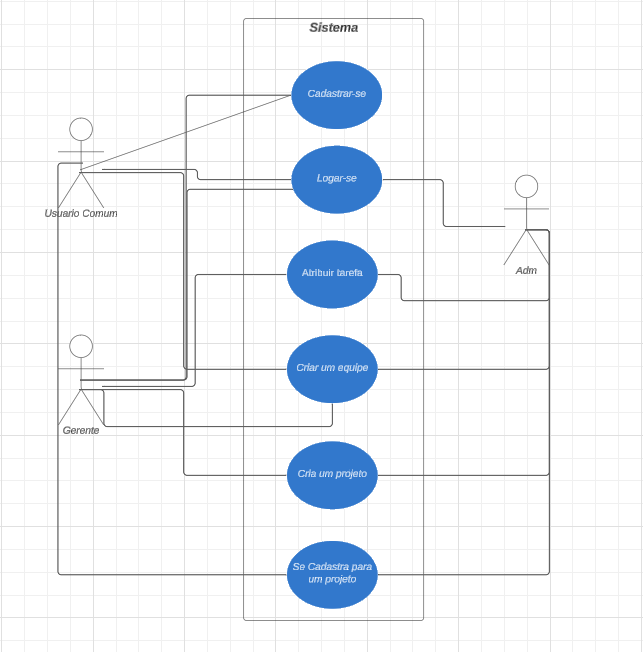 Sistema
Cadastrar-se
Logar-se
Usuario Comum
Adm
Atribuir tarefa
Criar um equipe
Gerente
Cria um projeto
Se Cadastra para
um projeto